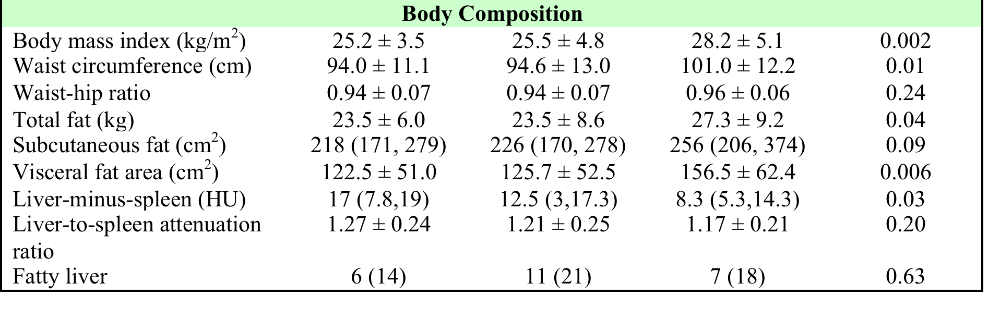 Body Composition
Body mass index (kg/m²) 25.2 ± 3.5 25.5 ± 4.8 28.2 ± 5.1 0.002
Waist circumference (cm) 94.0 ± 11.1 94.6 ± 13.0 101.0 ± 12.2 0.01
Waist-hip ratio 0.94 ± 0.07 0.94 ± 0.07 0.96 ± 0.06 0.24
Total fat (kg) 23.5 ± 6.0 23.5 ± 8.6 27.3 ± 9.2 0.04
Subcutaneous fat (cm²) 218 (171, 279) 226 (170, 278) 256 (206, 374) 0.09
Visceral fat area (cm²) 122.5 ± 51.0 125.7 ± 52.5 156.5 ± 62.4 0.006
Liver-minus-spleen (HU) 17 (7.8,19) 12.5 (3,17.3) 8.3 (5.3,14.3) 0.03
Liver-to-spleen attenuation 1.27 ± 0.24 1.21 ± 0.25 1.17 ± 0.21 0.20
ratio
Fatty liver 6 (14) 11 (21) 7 (18) 0.63